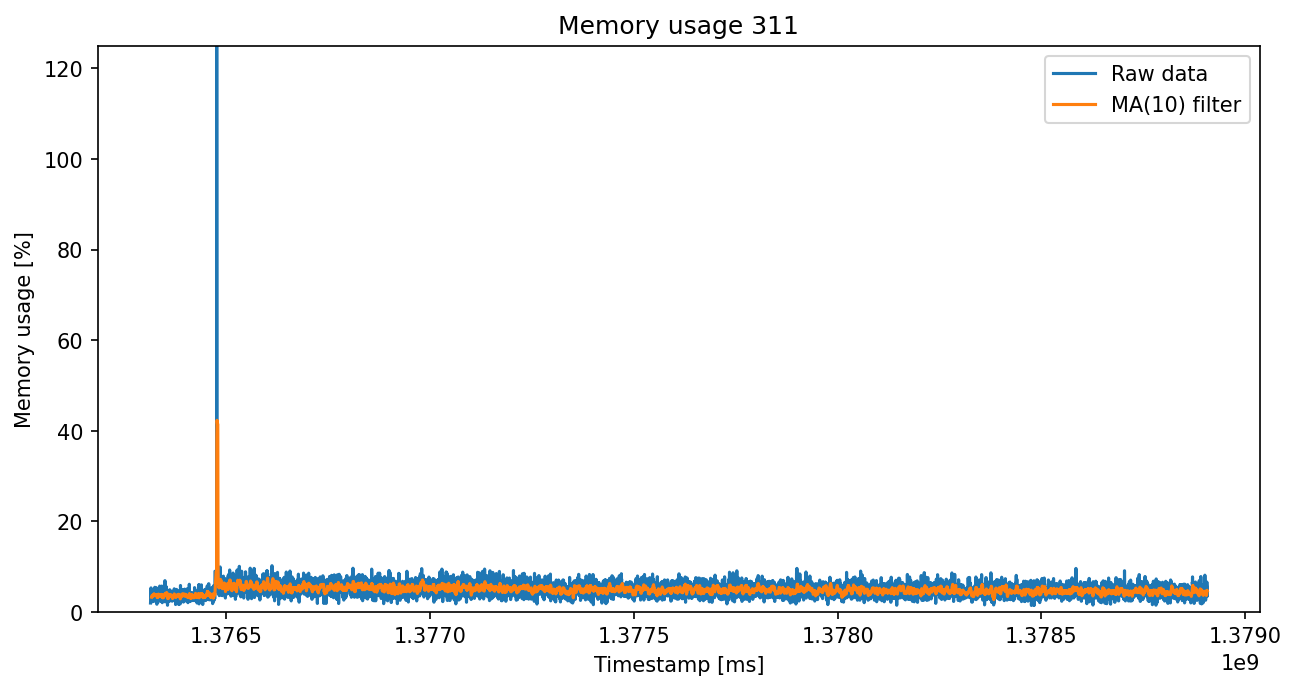 Memory usage 311
Raw data
MA(10) filter
Memory usage [%]
120
100
80
60
40
20
0
1.3765 1.3770 1.3775 1.3780 1.3785 1.3790
1e9
Timestamp [ms]